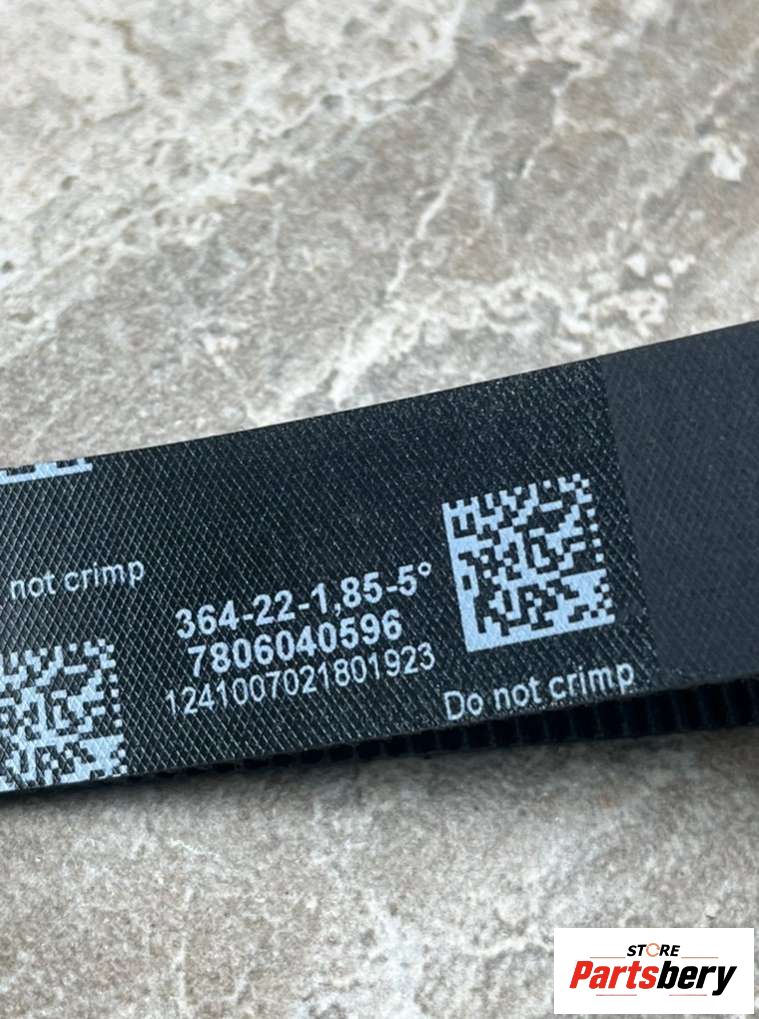 not crimp
364-22-1,85-5°
7806040596
1241007021801923
Do not crimp
STORE
Partsbery